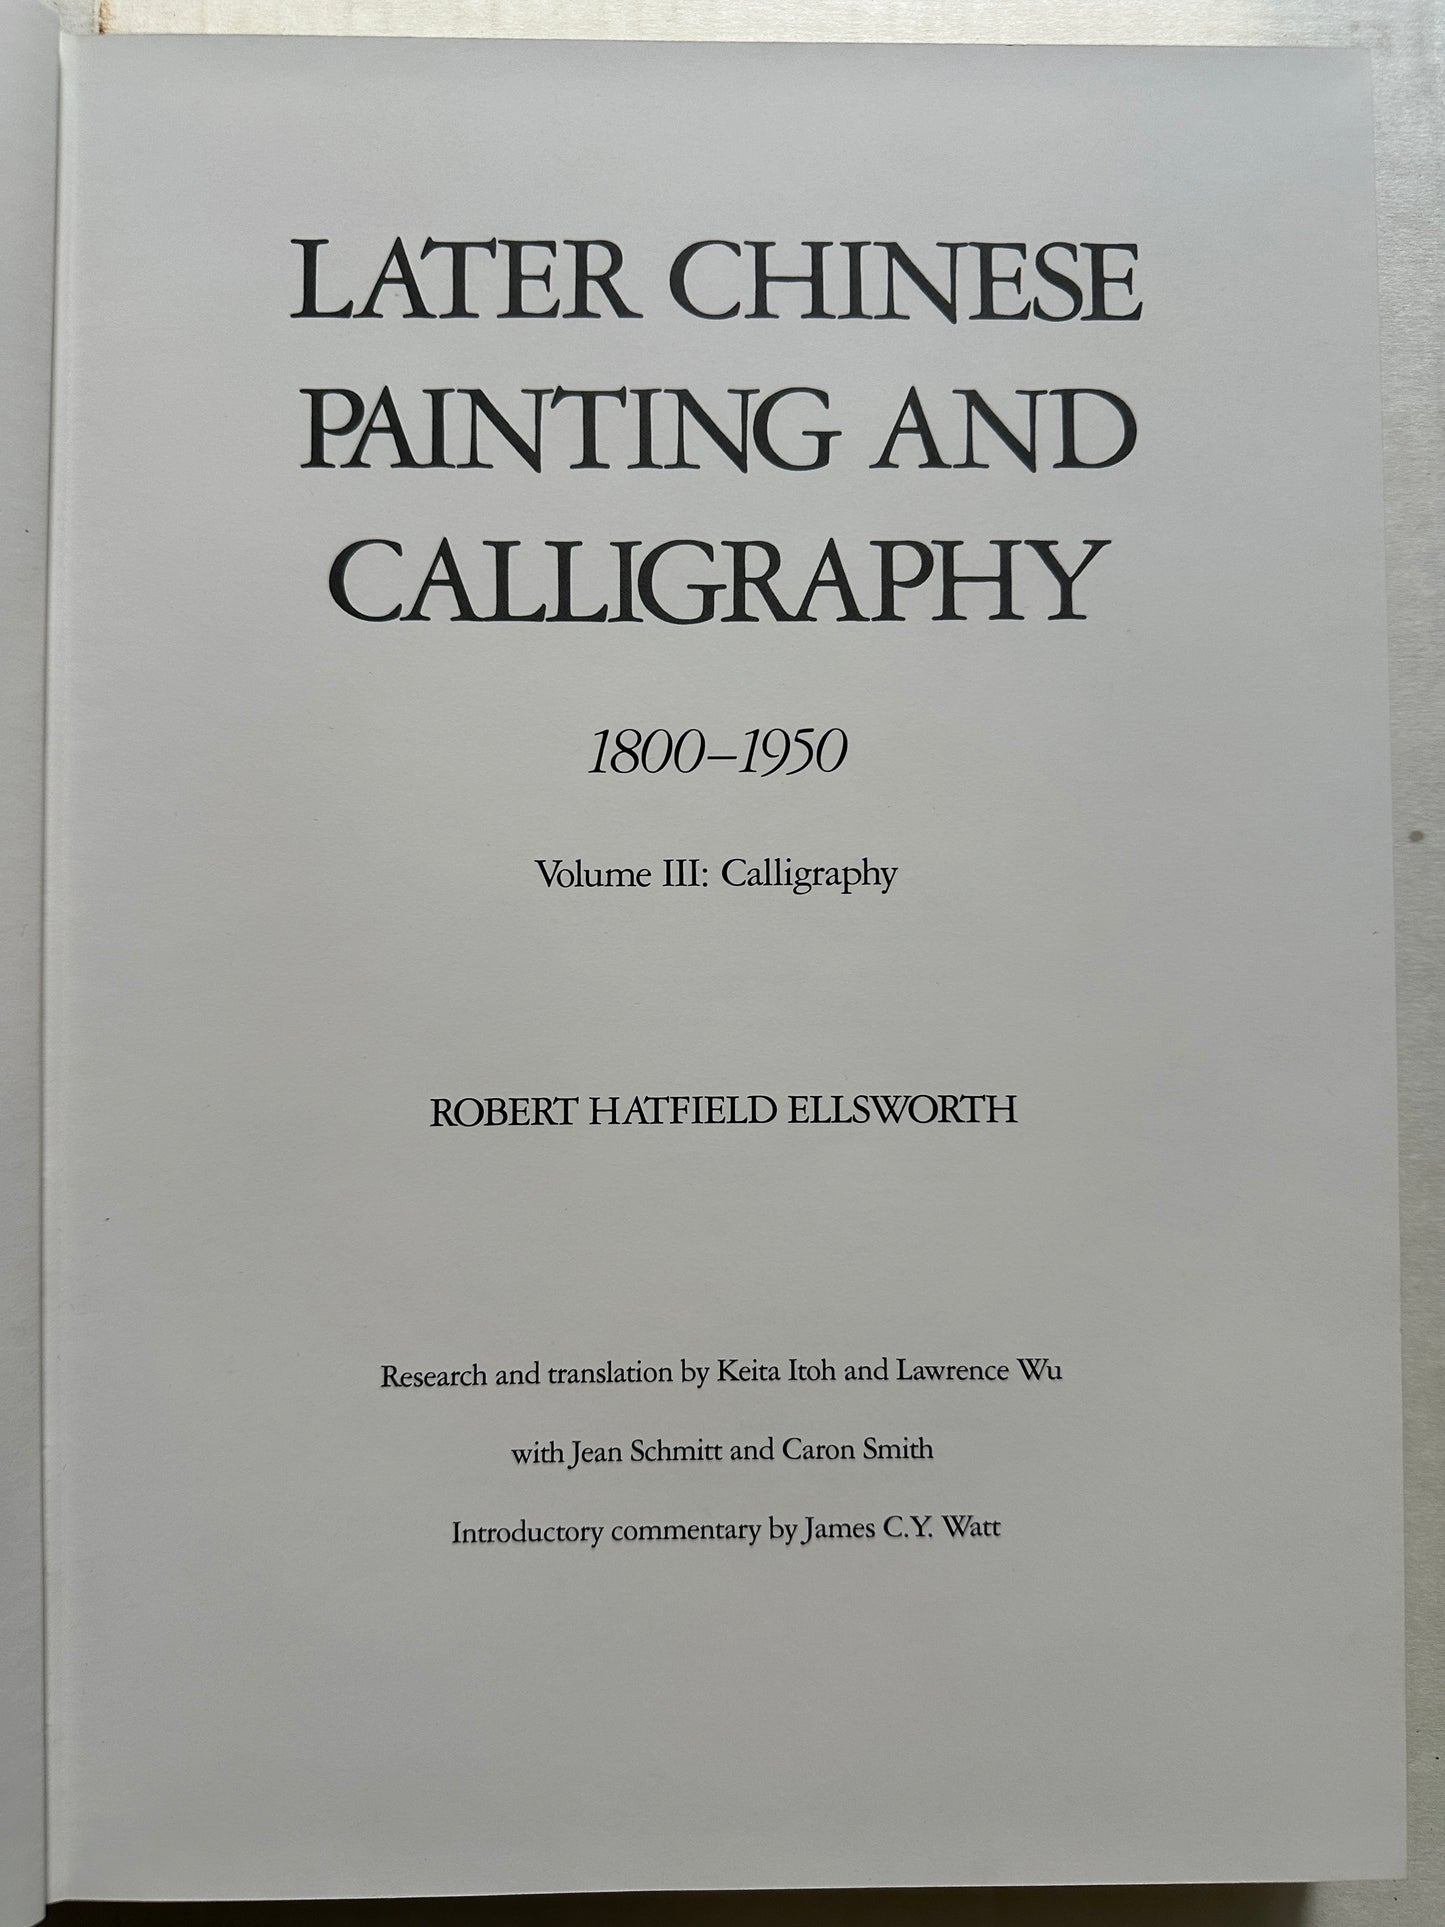 LATER CHINESE
PAINTING AND
CALLIGRAPHY
1800–1950
Volume III: Calligraphy
ROBERT HATFIELD ELLSWORTH
Research and translation by Keita Itoh and Lawrence Wu
with Jean Schmitt and Caron Smith
Introductory commentary by James C.Y. Watt